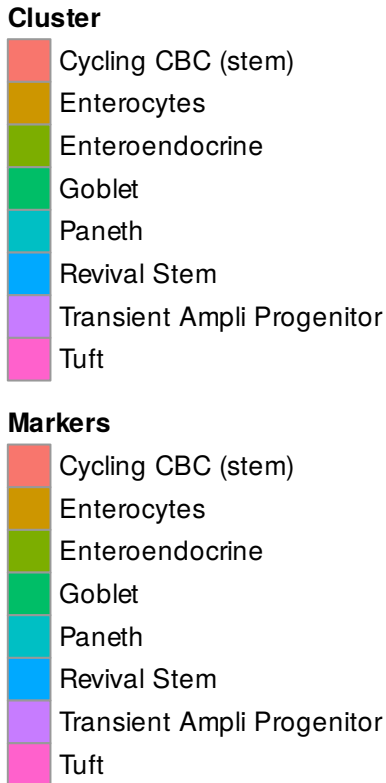 Cluster
Cycling CBC (stem)
Enterocytes
Enteroendocrine
Goblet
Paneth
Revival Stem
Transient Ampli Progenitor
Tuft
Markers
Cycling CBC (stem)
Enterocytes
Enteroendocrine
Goblet
Paneth
Revival Stem
Transient Ampli Progenitor
Tuft